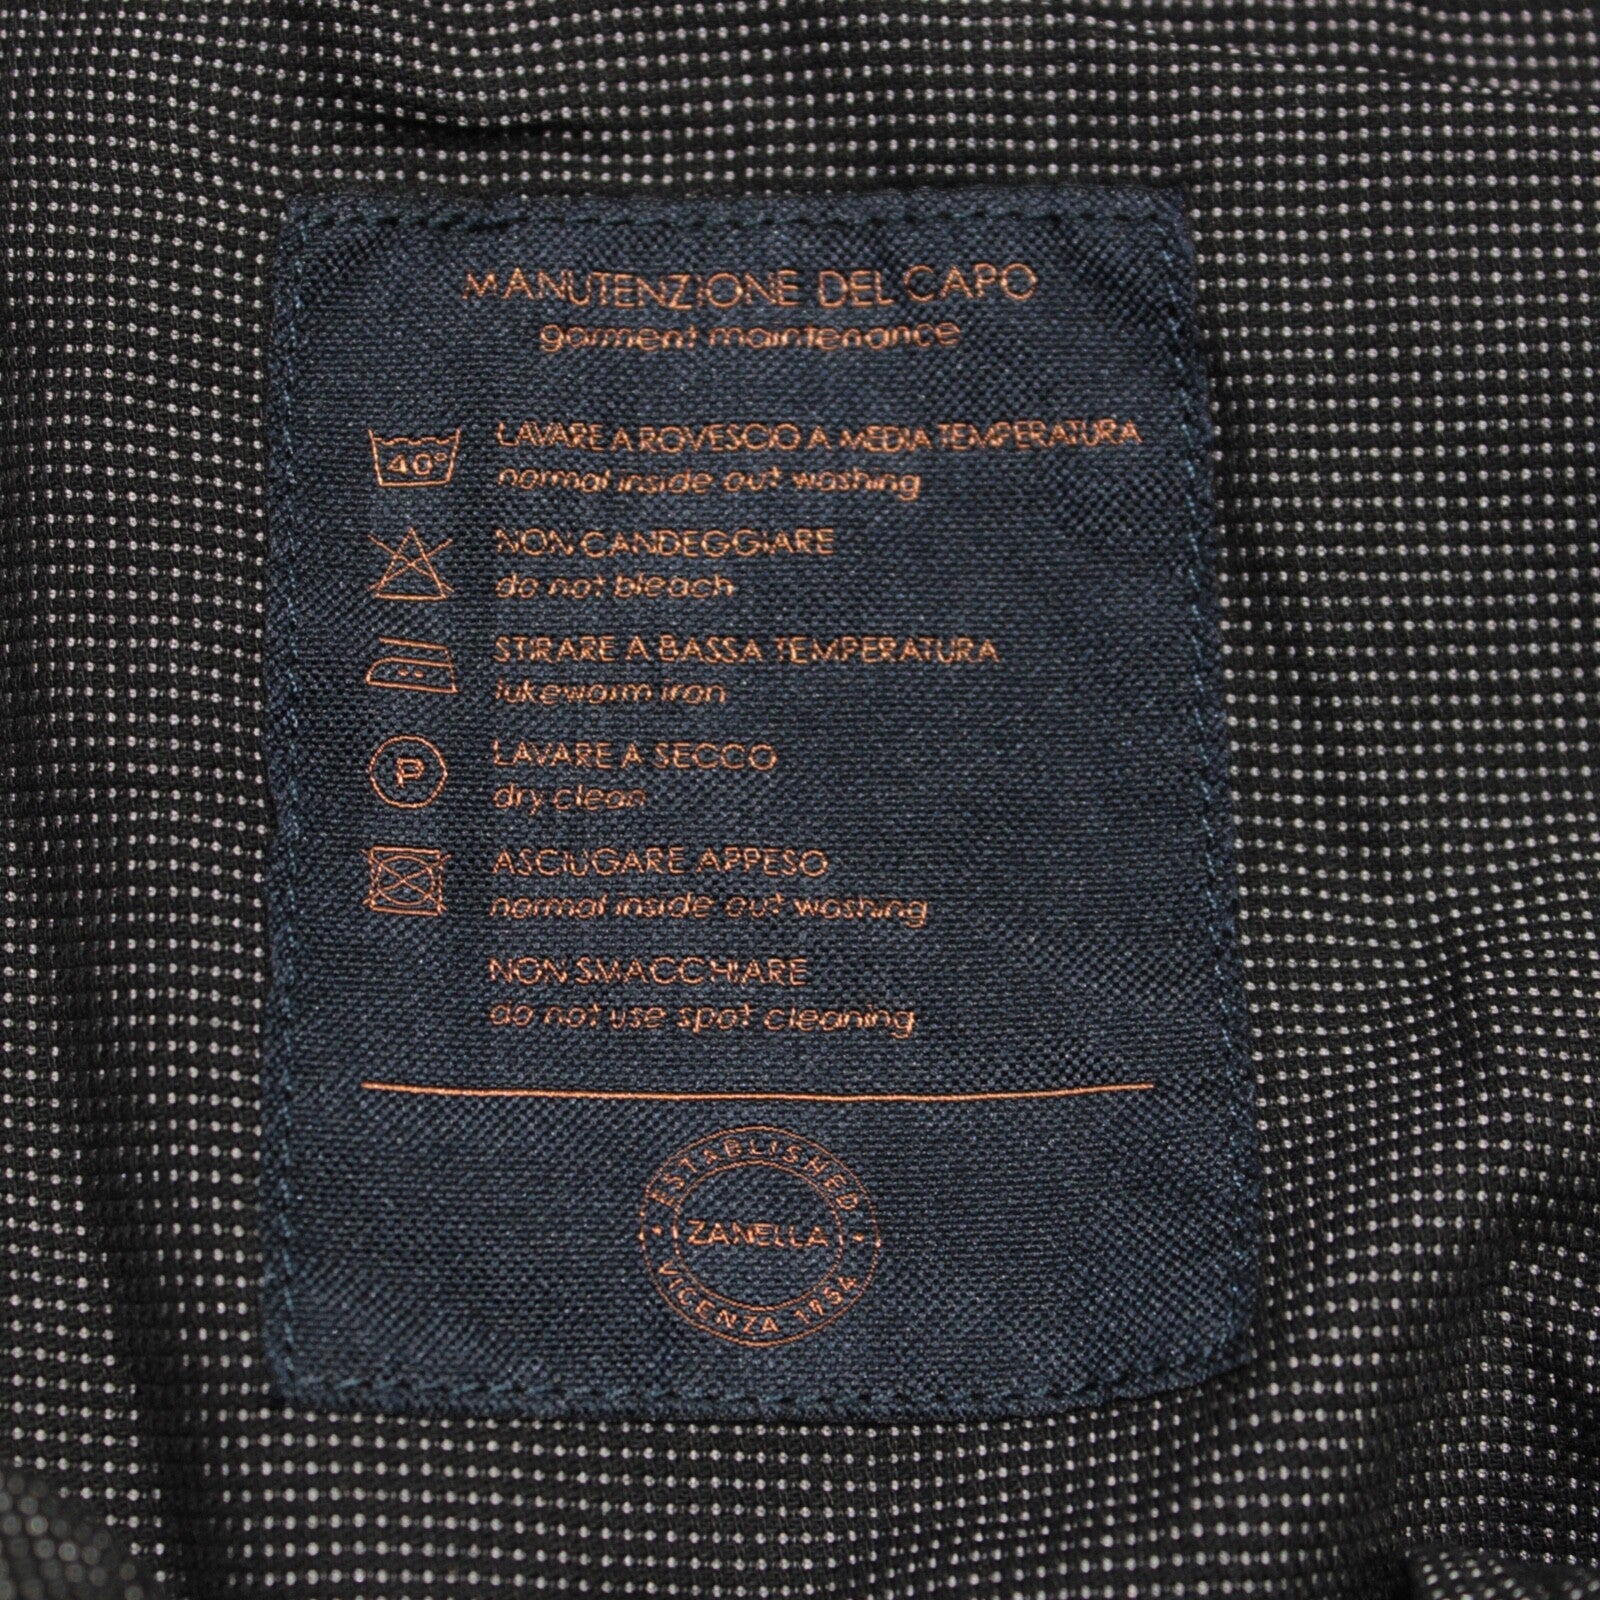 MANUTENZIONE DEL CAPO
garment maintenance
40°
LAVARE A ROVESCIO A MEDIA TEMPERATURA
normal inside out washing
NON CANDEGGIARE
do not bleach
STIRARE A BASSA TEMPERATURA
lukewarm iron
P
LAVARE A SECCO
dry clean
ASCIUGARE APPESO
normal inside out washing
NON SMACCHIARE
do not use spot cleaning
ESTABLISHED
ZANELLA
VICENZA 1954